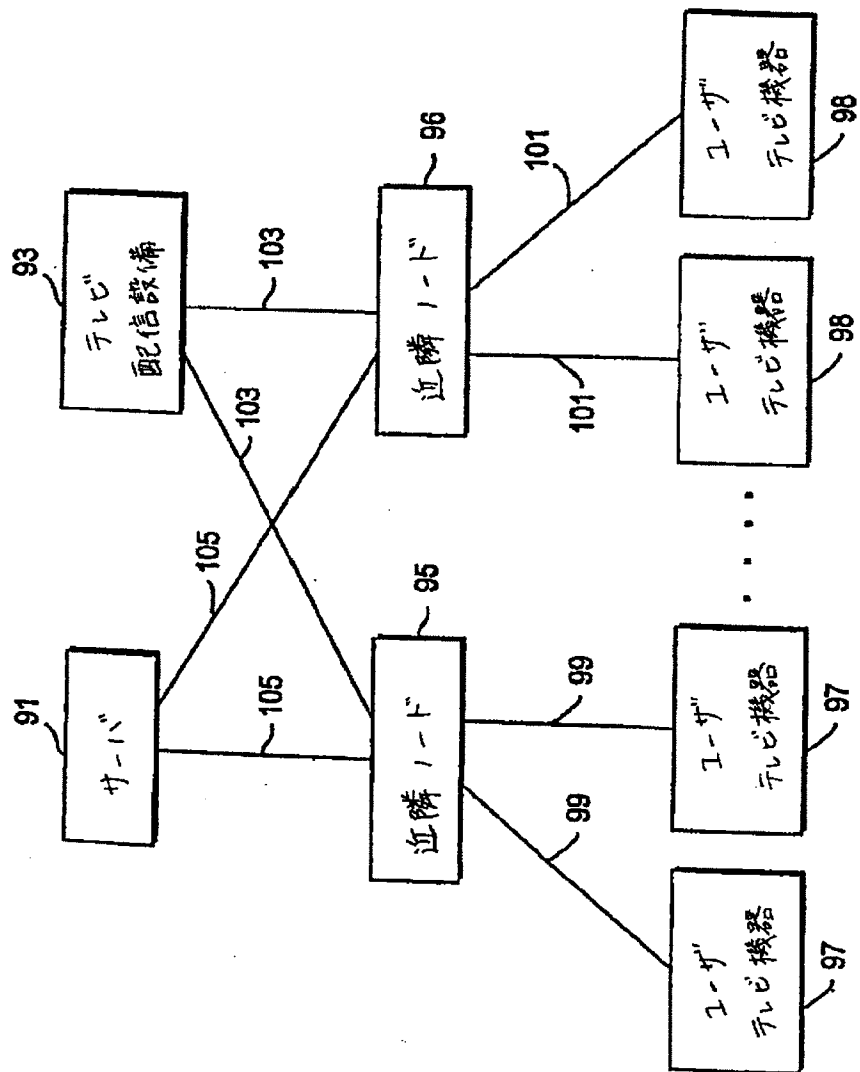 91
サーバ
93
テレビ
配信設備
105
105
103
103
95
近隣ノード
96
近隣ノード
99
99
101
101
ユーザ
テレビ機器
97
ユーザ
テレビ機器
97
.....
ユーザ
テレビ機器
98
ユーザ
テレビ機器
98